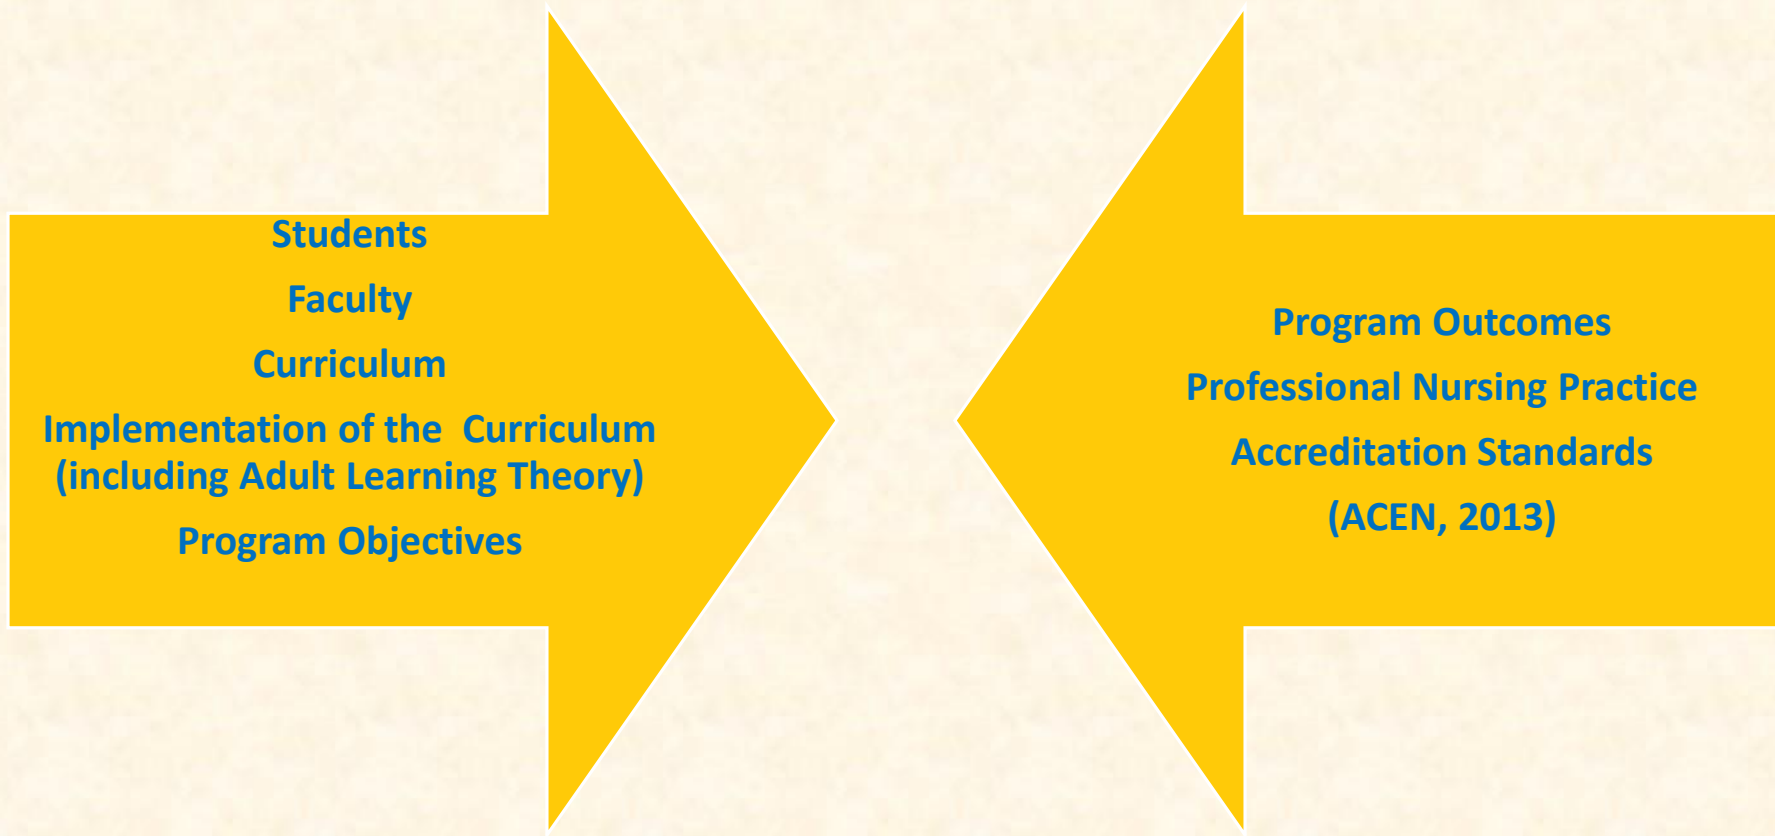 Students
Faculty
Curriculum
Implementation of the  Curriculum
(including Adult Learning Theory)
Program Objectives
Program Outcomes
Professional Nursing Practice
Accreditation Standards
(ACEN, 2013)